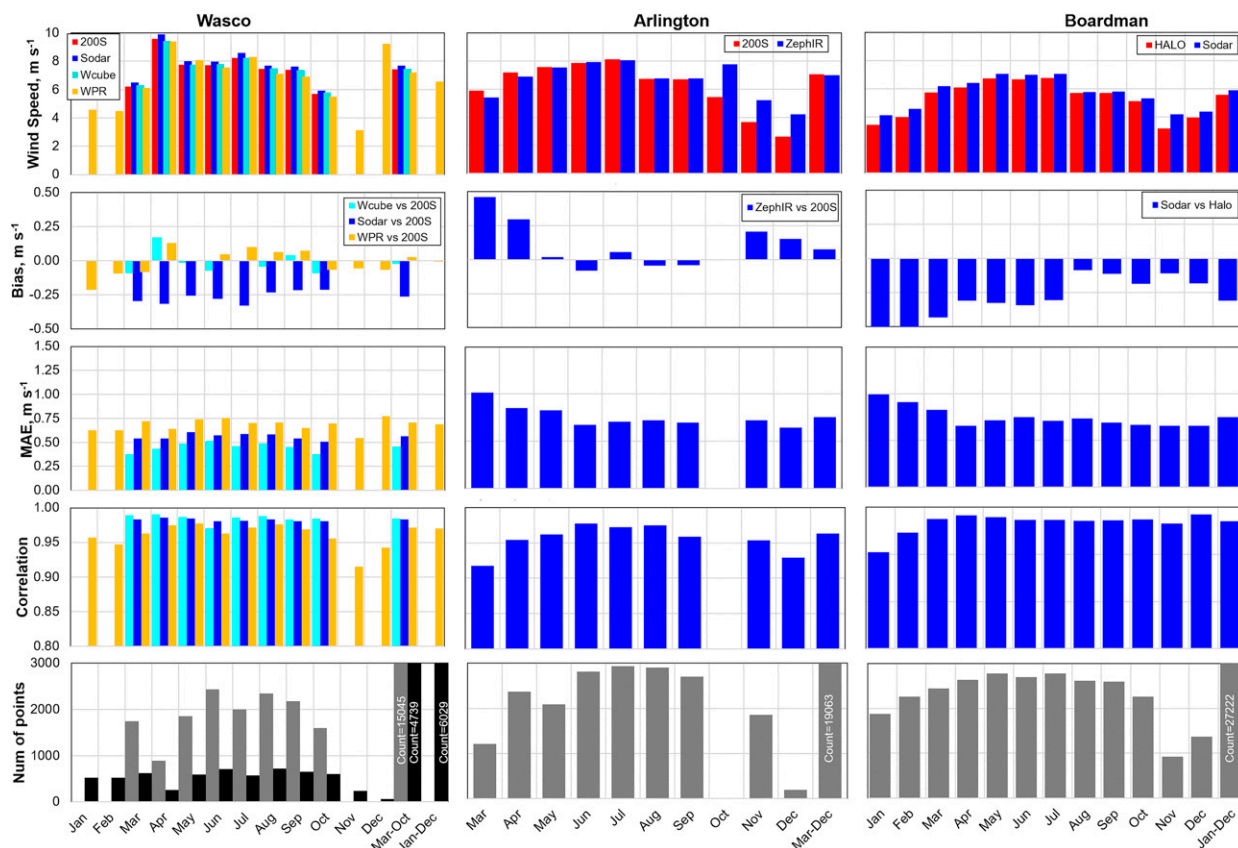 Wasco
Arlington
Boardman
Wind Speed, m s-1
10
8
6
4
2
0
200S
Sodar
Wcube
WPR
200S
ZephIR
HALO
Sodar
Bias, m s-1
0.50
0.25
0.00
-0.25
-0.50
Wcube vs 200S
Sodar vs 200S
WPR vs 200S
ZephIR vs 200S
Sodar vs Halo
MAE, m s-1
1.50
1.25
1.00
0.75
0.50
0.25
0.00
Correlation
1.00
0.95
0.90
0.85
0.80
Num of points
3000
2000
1000
0
Count=15045
Count=4739
Count=6029
Count=19063
Count=27222
Jan
Feb
Mar
Apr
May
Jun
Jul
Aug
Sep
Oct
Nov
Dec
Mar-Oct
Jan-Dec
Mar
Apr
May
Jun
Jul
Aug
Sep
Oct
Nov
Dec
Mar-Dec
Jan
Feb
Mar
Apr
May
Jun
Jul
Aug
Sep
Oct
Nov
Dec
Jan-Dec